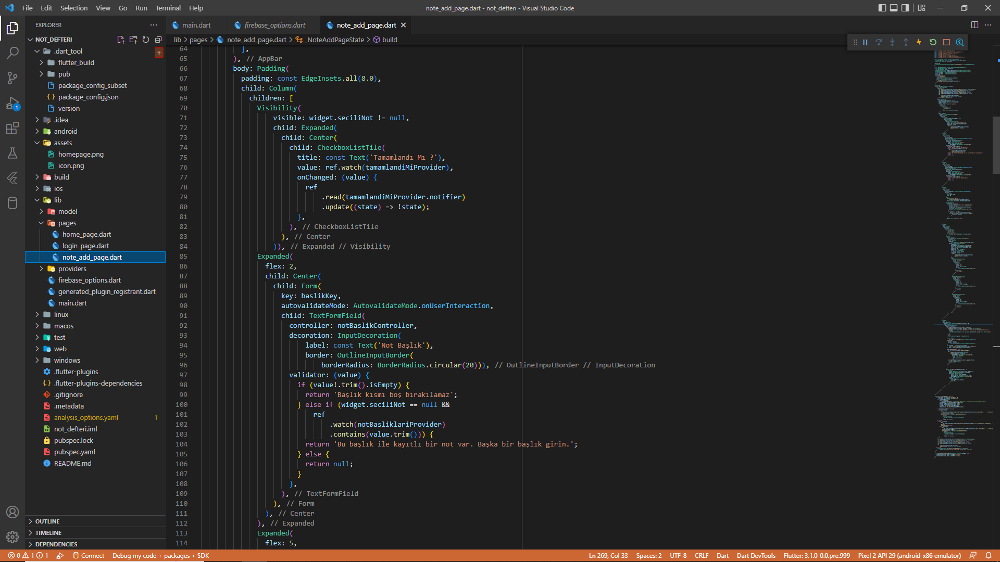 File Edit Selection View Go Run Terminal Help
note_add_page.dart - not_defteri - Visual Studio Code
EXPLORER
main.dart
firebase_options.dart
note_add_page.dart
NOT_DEFTERI
lib > pages > note_add_page.dart > _NoteAddPageState > build
.dart_tool
flutter_build
pub
package_config_subset
package_config.json
version
.idea
android
assets
homepage.png
icon.png
build
ios
lib
model
pages
home_page.dart
login_page.dart
note_add_page.dart
providers
firebase_options.dart
generated_plugin_registrant.dart
main.dart
linux
macos
test
web
windows
.flutter-plugins
.flutter-plugins-dependencies
.gitignore
.metadata
analysis_options.yaml 1
not_defteri.iml
pubspec.lock
pubspec.yaml
README.md
OUTLINE
TIMELINE
DEPENDENCIES
64 ],
65 ), // AppBar
66 body: Padding(
67 padding: const EdgeInsets.all(8.0),
68 child: Column(
69 children: [
70 Visibility(
71 visible: widget.seciliNot != null,
72 child: Expanded(
73 child: Center(
74 child: CheckboxListTile(
75 title: const Text('Tamamlandı Mı ?'),
76 value: ref.watch(tamamlandiMiProvider),
77 onChanged: (value) {
78 ref
79 .read(tamamlandiMiProvider.notifier)
80 .update((state) => !state);
81 },
82 ), // CheckboxListTile
83 ), // Center
84 )), // Expanded // Visibility
85 Expanded(
86 flex: 2,
87 child: Center(
88 child: Form(
89 key: baslikKey,
90 autovalidateMode: AutovalidateMode.onUserInteraction,
91 child: TextFormField(
92 controller: notBaslikController,
93 decoration: InputDecoration(
94 label: const Text('Not Başlık'),
95 border: OutlineInputBorder(
96 borderRadius: BorderRadius.circular(20))), // OutlineInputBorder // InputDecoration
97 validator: (value) {
98 if (value!.trim().isEmpty) {
99 return 'Başlık kısmı boş bırakılamaz';
100 } else if (widget.seciliNot == null &&
101 ref
102 .watch(notBasliklariProvider)
103 .contains(value.trim())) {
104 return 'Bu başlık ile kayıtlı bir not var. Başka bir başlık girin.';
105 } else {
106 return null;
107 }
108 },
109 ), // TextFormField
110 ), // Form
111 ), // Center
112 ), // Expanded
113 Expanded(
114 flex: 5,
1
0 1 1 Connect Debug my code + packages + SDK
Ln 269, Col 33 Spaces: 2 UTF-8 CRLF Dart Dart DevTools Flutter: 3.1.0-0.0.pre.999 Pixel 2 API 29 (android-x86 emulator)